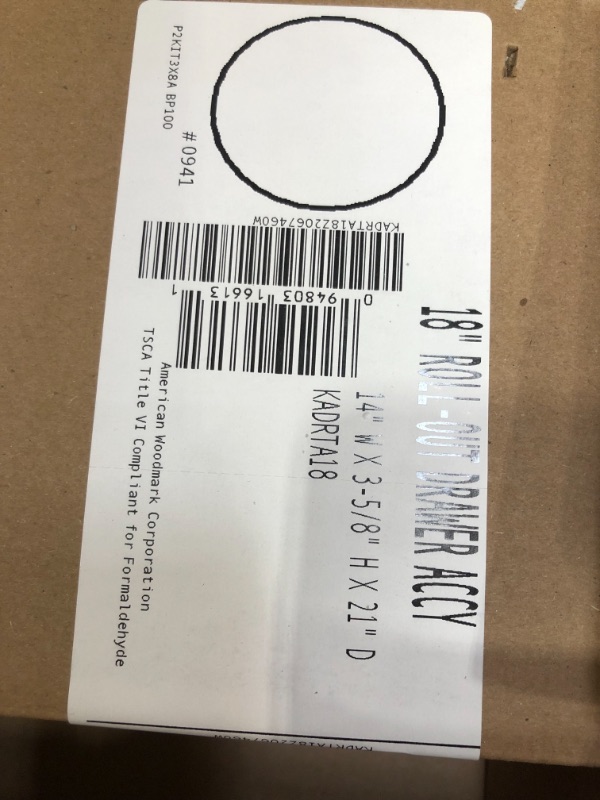 18" ROLL-OUT DRAWER ACCY
14" W X 3-5/8" H X 21" D
KADRTA18
0 94803 16613 1
KADRTA18Z2067460W
American Woodmark Corporation
TSCA Title VI Compliant for Formaldehyde
# 0941
P2KIT3X8A BP100
KADRTA18Z2067460W